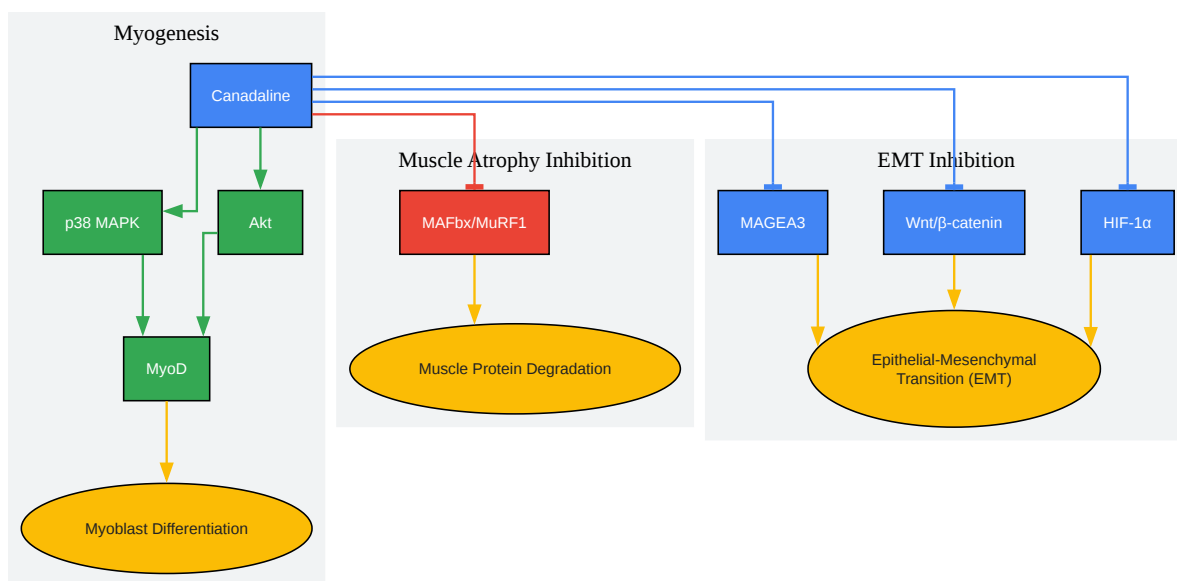 Myogenesis
Canadaline
Muscle Atrophy Inhibition
EMT Inhibition
p38 MAPK
Akt
MAFbx/MuRF1
MAGEA3
Wnt/β-catenin
HIF-1α
MyoD
Muscle Protein Degradation
Epithelial-Mesenchymal
Transition (EMT)
Myoblast Differentiation